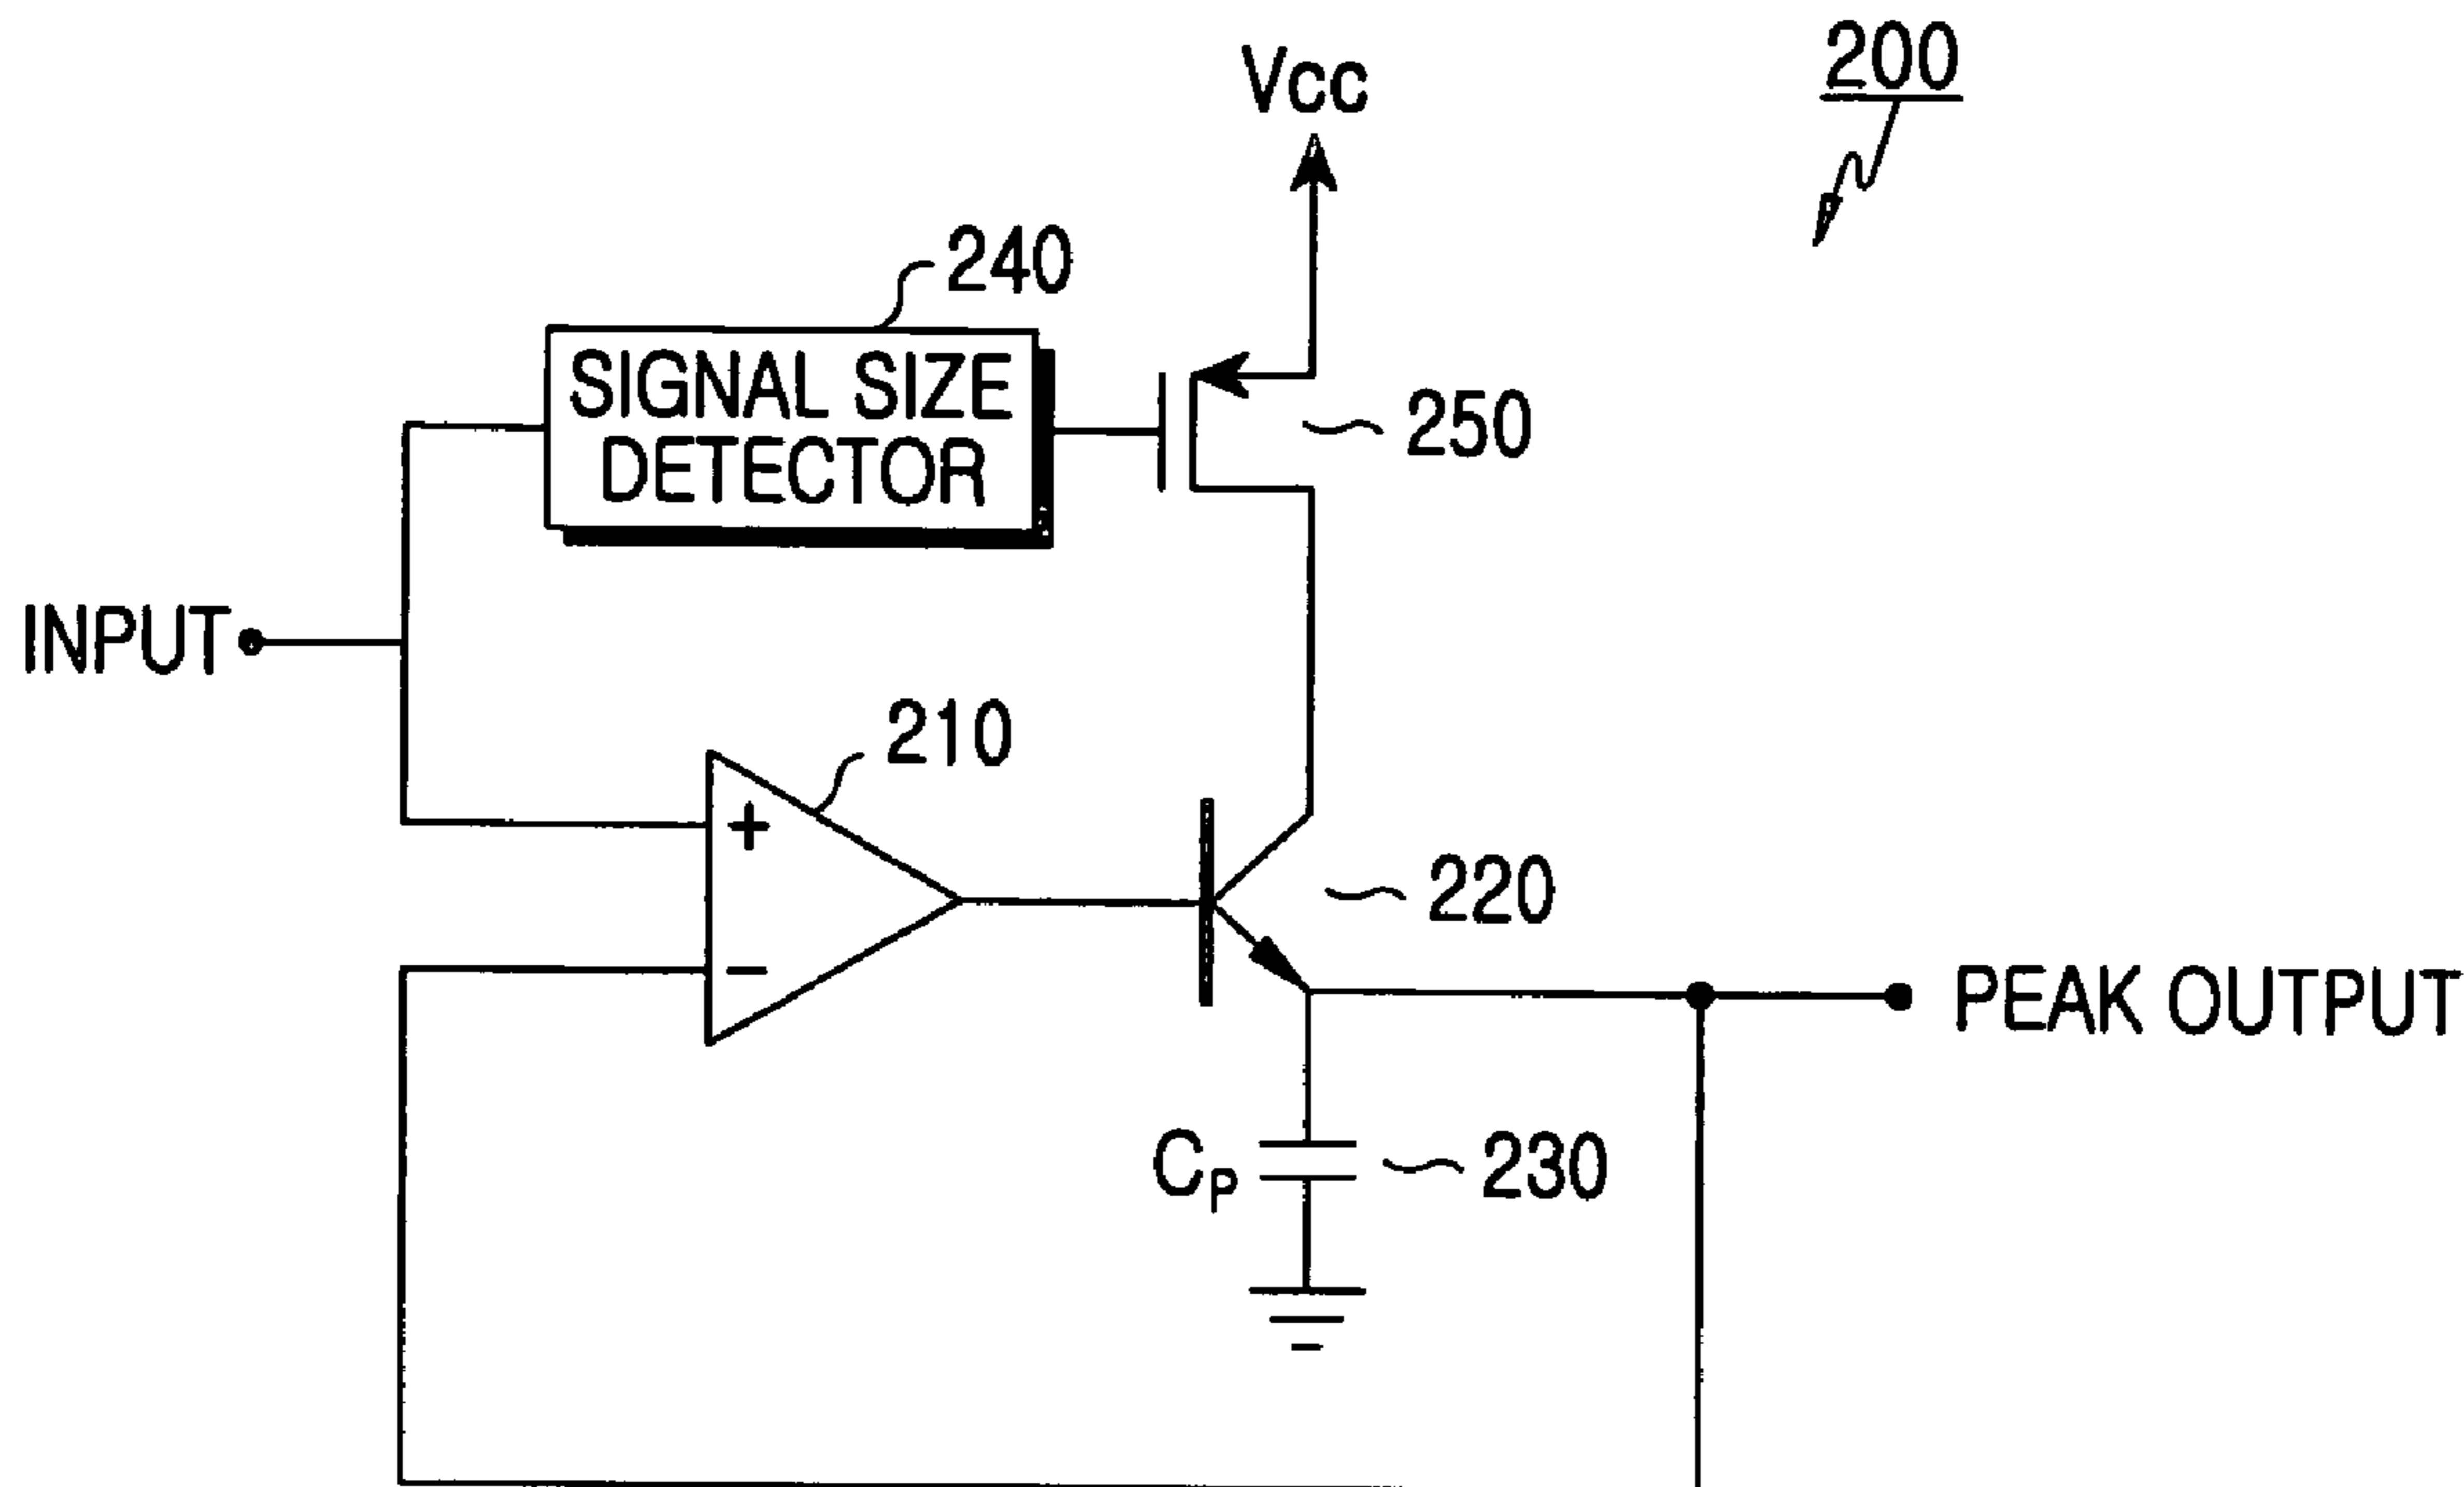 200
Vcc
240
SIGNAL SIZE
DETECTOR
250
INPUT
210
+
220
−
PEAK OUTPUT
CP
230